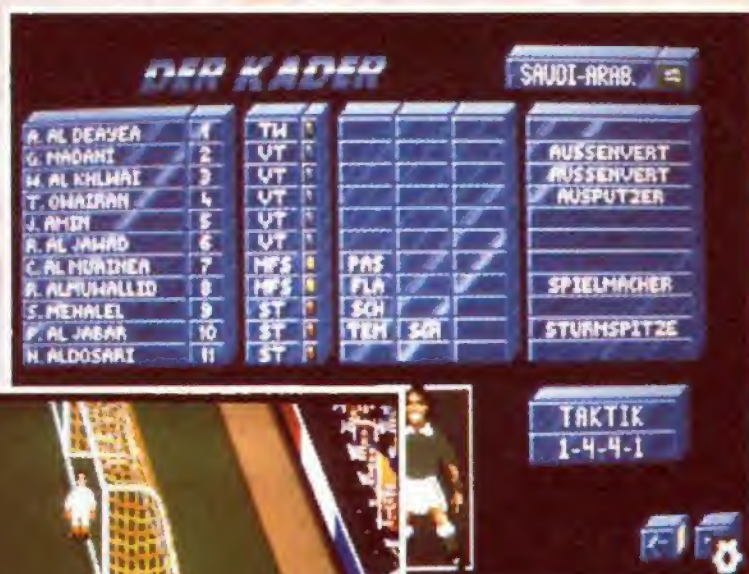 DER KADER
SAUDI-ARAB.
A. AL DEAYEA 1 TW
G. MADANI 2 VT AUSSENVERT
W. AL KHLWAI 3 VT AUSSENVERT
T. OWAIRAN 4 VT AUSPUTZER
J. AMIN 5 VT
R. AL JAWAD 6 VT
C. AL MURAINER 7 MFS PAS
R. ALMUWALLID 8 MFS FLA SPIELMACHER
S. MEHALEL 9 ST SCH
P. AL JABAR 10 ST TEM SCH STURMSPITZE
N. ALDOSARI 11 ST
TAKTIK
1-4-4-1